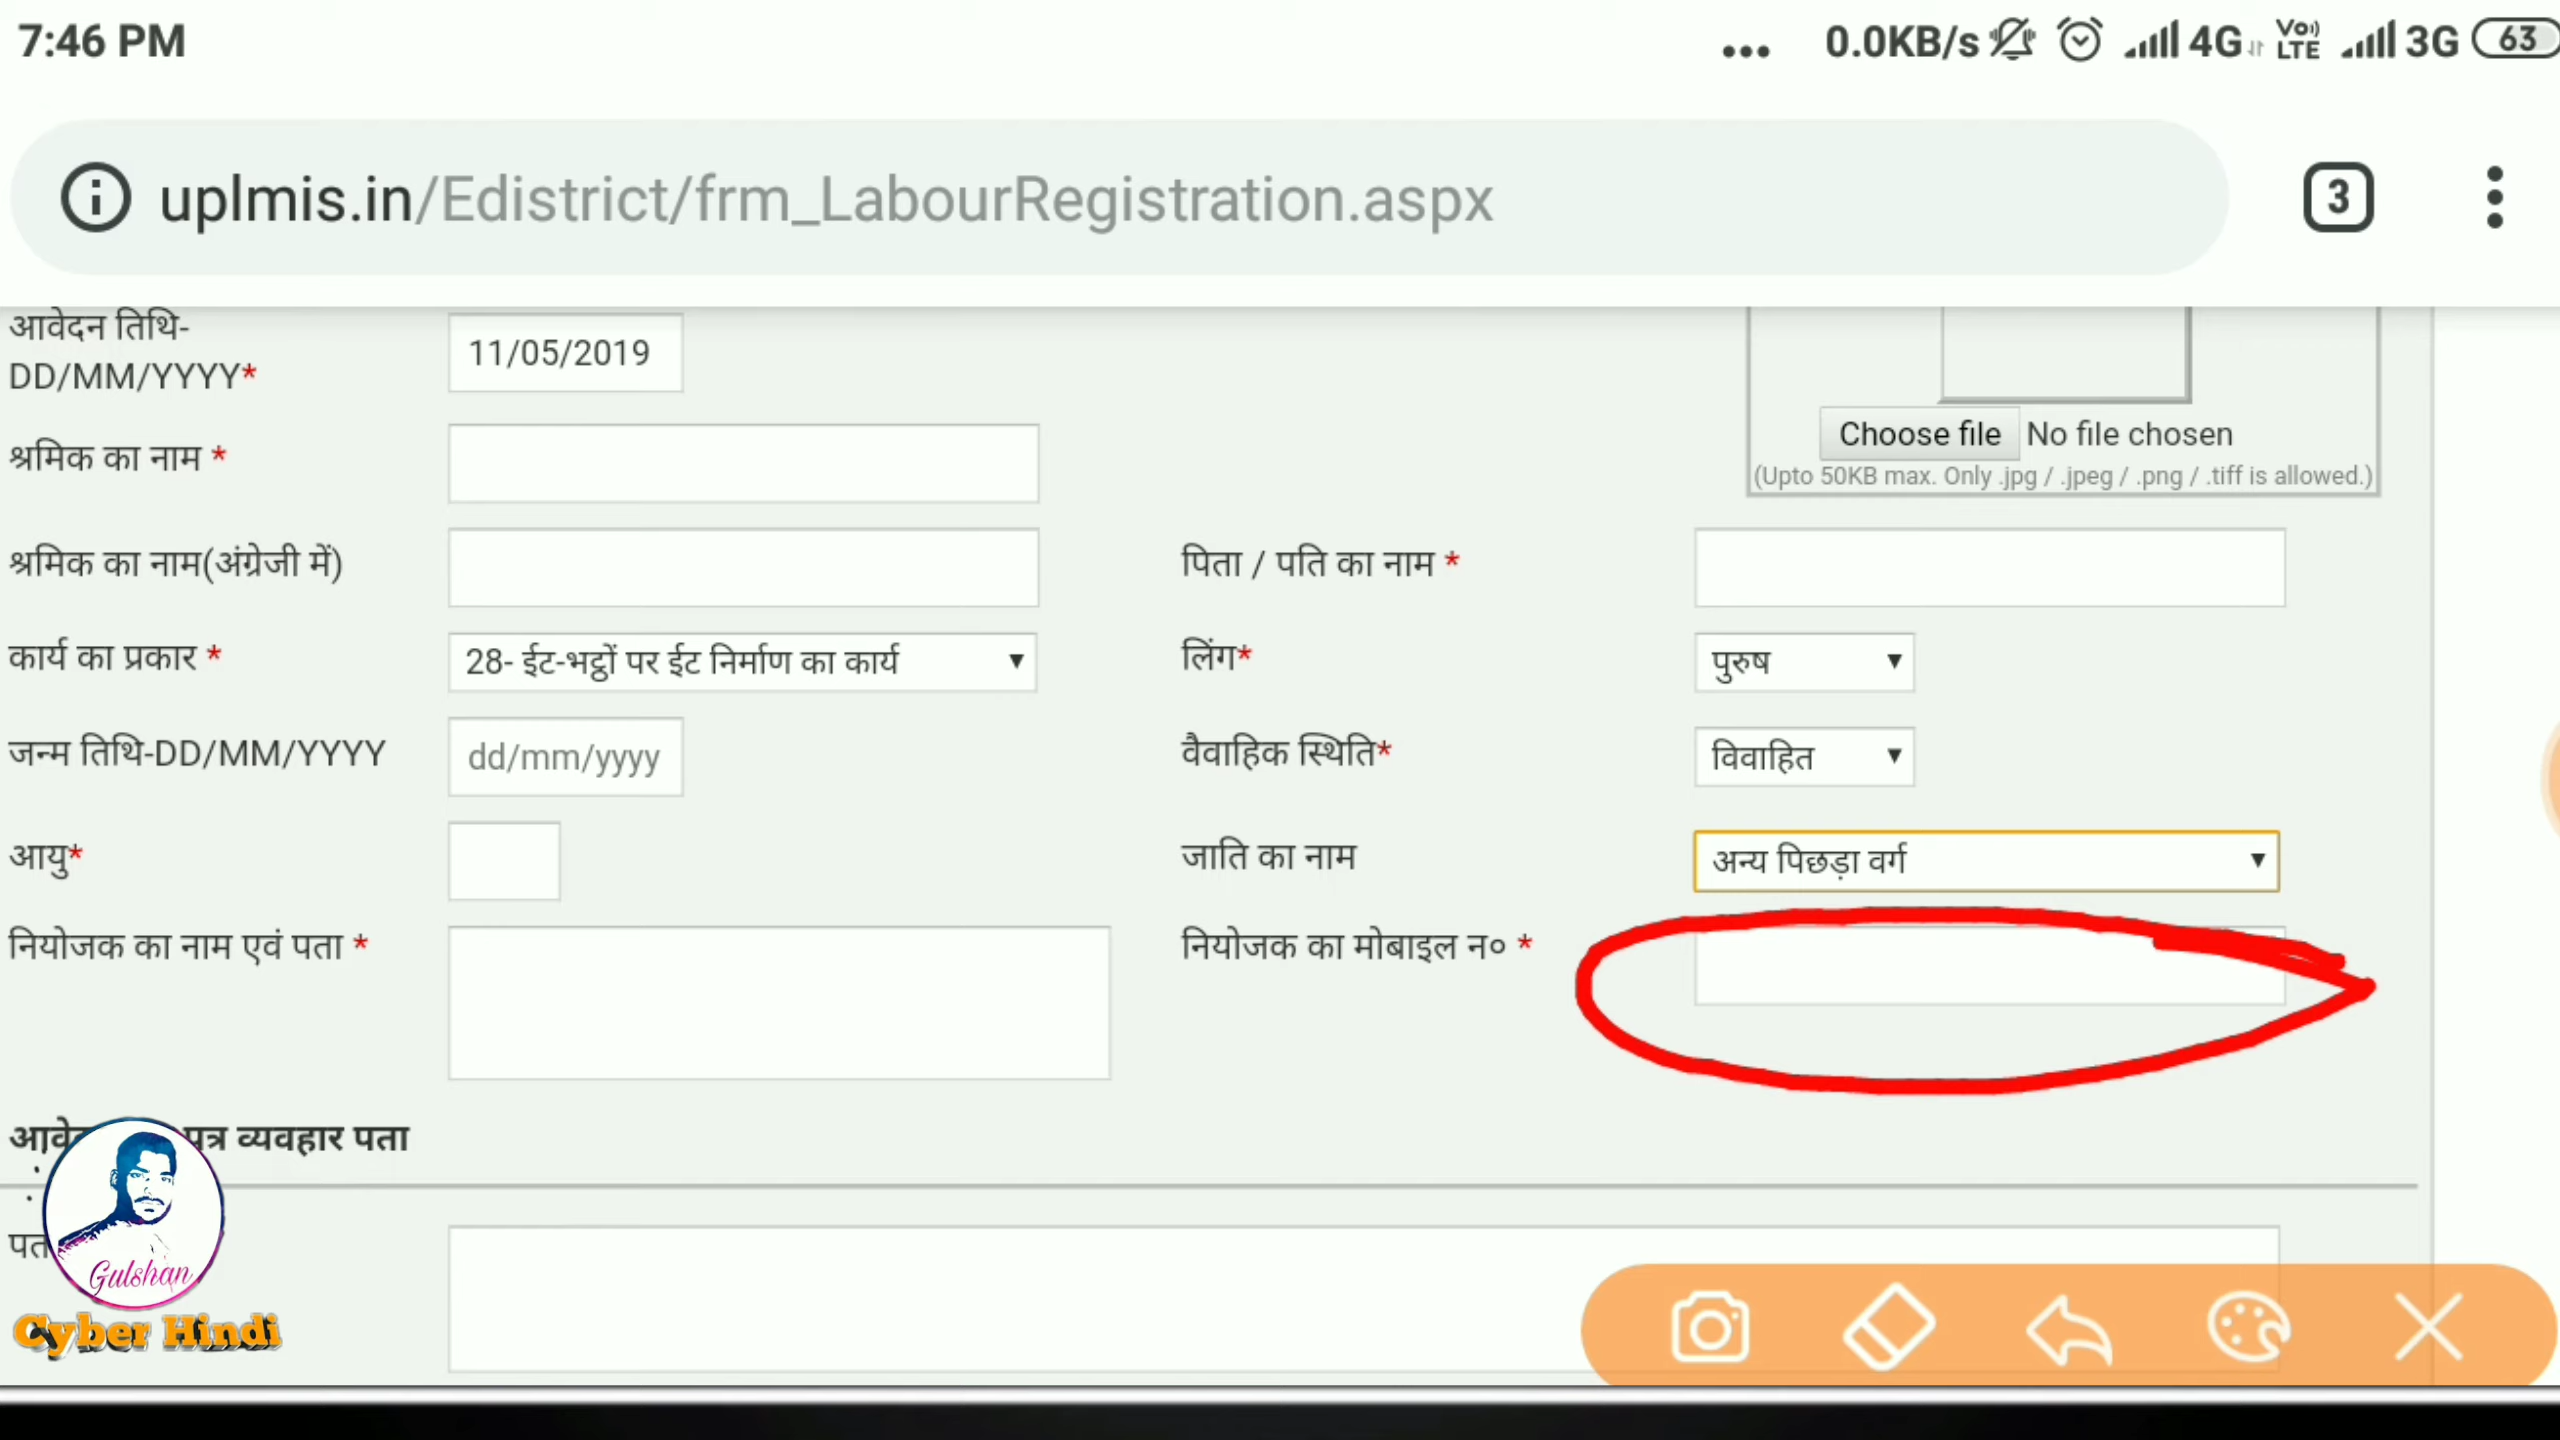 7:46 PM
... 0.0KB/s 4G Vo)) LTE 3G 63
uplmis.in/Edistrict/frm_LabourRegistration.aspx
3
आवेदन तिथि-
DD/MM/YYYY*
11/05/2019
Choose file No file chosen
(Upto 50KB max. Only .jpg / .jpeg / .png / .tiff is allowed.)
श्रमिक का नाम *
श्रमिक का नाम(अंग्रेजी में)
पिता / पति का नाम *
कार्य का प्रकार *
28- ईट-भट्ठों पर ईट निर्माण का कार्य
लिंग*
पुरुष
जन्म तिथि-DD/MM/YYYY
dd/mm/yyyy
वैवाहिक स्थिति*
विवाहित
आयु*
जाति का नाम
अन्य पिछड़ा वर्ग
नियोजक का नाम एवं पता *
नियोजक का मोबाइल न० *
पत्र व्यवहार पता
Gulshan
Cyber Hindi